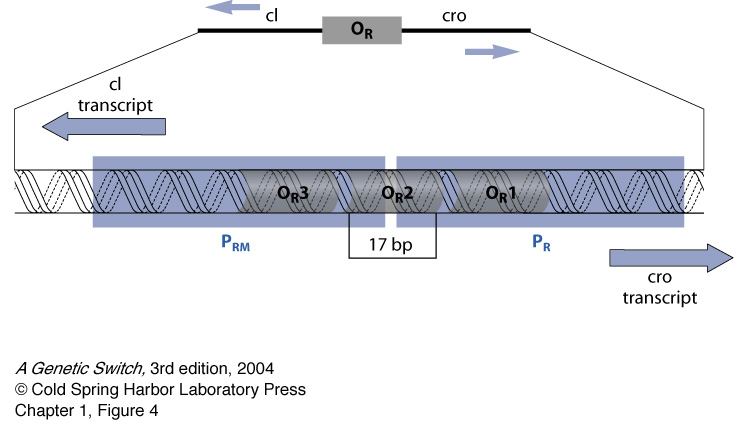 cI cro
OR
cI
transcript
OR3 OR2 OR1
PRM 17 bp PR
cro
transcript
A Genetic Switch, 3rd edition, 2004
© Cold Spring Harbor Laboratory Press
Chapter 1, Figure 4